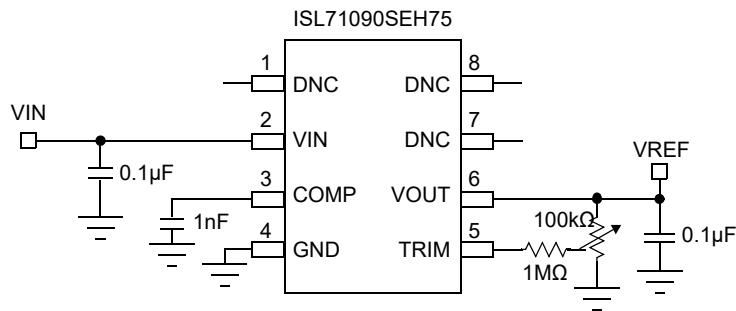 ISL71090SEH75
1 8
DNC DNC
VIN
2 7
VIN DNC
VREF
0.1µF
3 6
COMP VOUT
1nF
100kΩ
0.1µF
4 5
GND TRIM
1MΩ